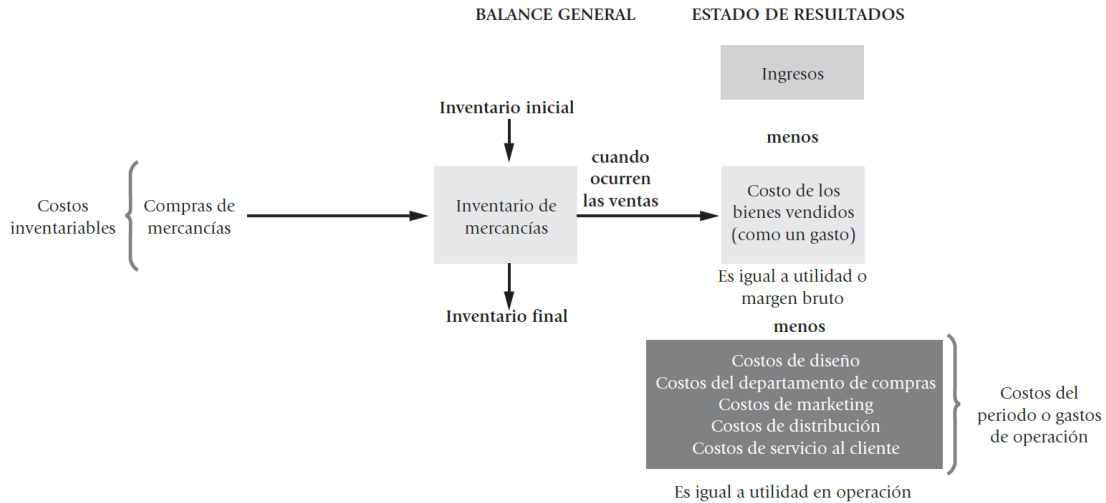 BALANCE GENERAL
ESTADO DE RESULTADOS
Ingresos
Inventario inicial
menos
cuando
ocurren
las ventas
Costos
inventariables
Compras de
mercancías
Inventario de
mercancías
Costo de los
bienes vendidos
(como un gasto)
Es igual a utilidad o
margen bruto
Inventario final
menos
Costos de diseño
Costos del departamento de compras
Costos de marketing
Costos de distribución
Costos de servicio al cliente
Costos del
periodo o gastos
de operación
Es igual a utilidad en operación